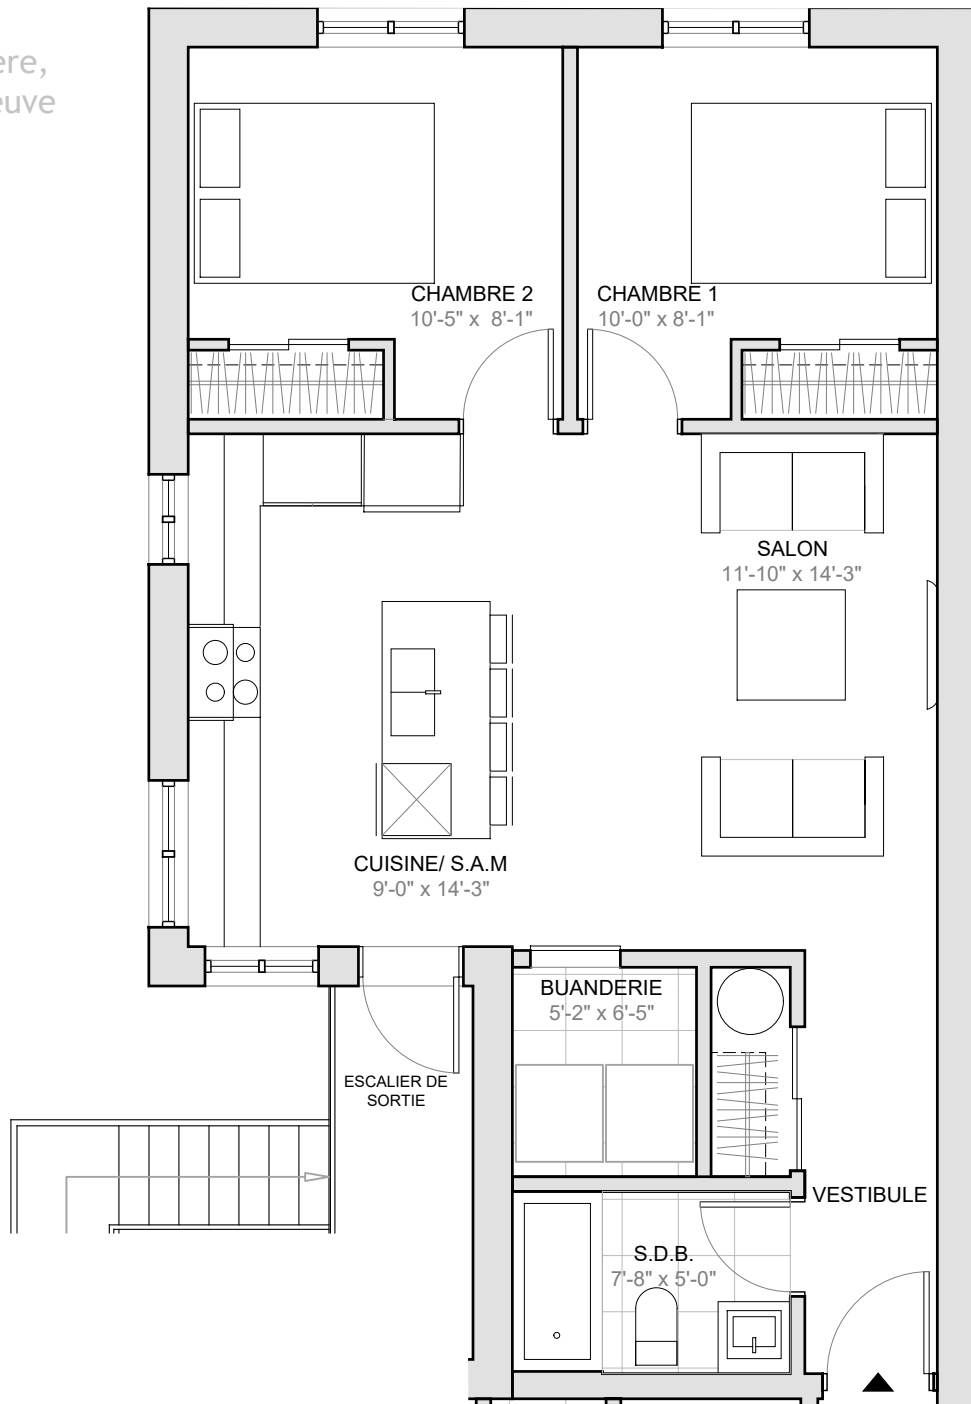 CHAMBRE 2
10'-5" x 8'-1"
CHAMBRE 1
10'-0" x 8'-1"
SALON
11'-10" x 14'-3"
CUISINE/ S.A.M
9'-0" x 14'-3"
BUANDERIE
5'-2" x 6'-5"
ESCALIER DE
SORTIE
VESTIBULE
S.D.B.
7'-8" x 5'-0"